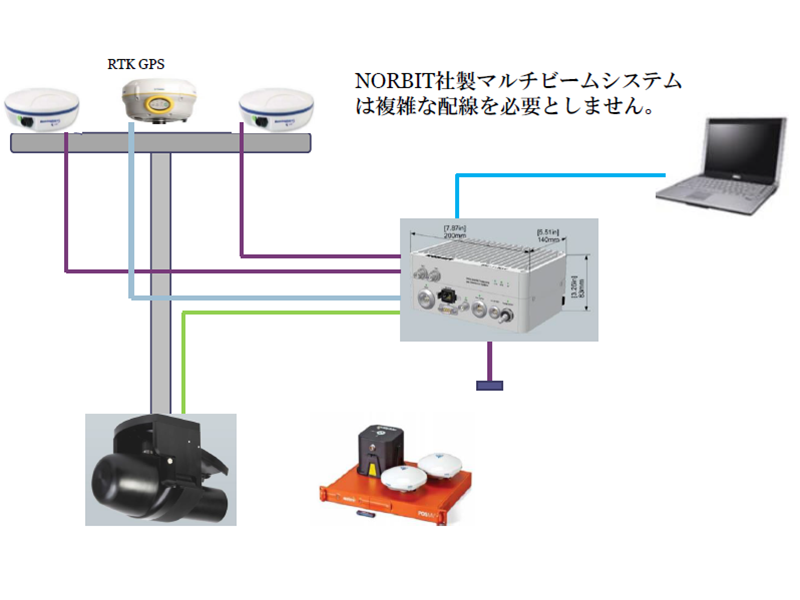 RTK GPS
NORBIT社製マルチビームシステム
は複雑な配線を必要としません。
[7.87in]
200mm
[5.51in]
140mm
[3.25in]
83mm
DELL